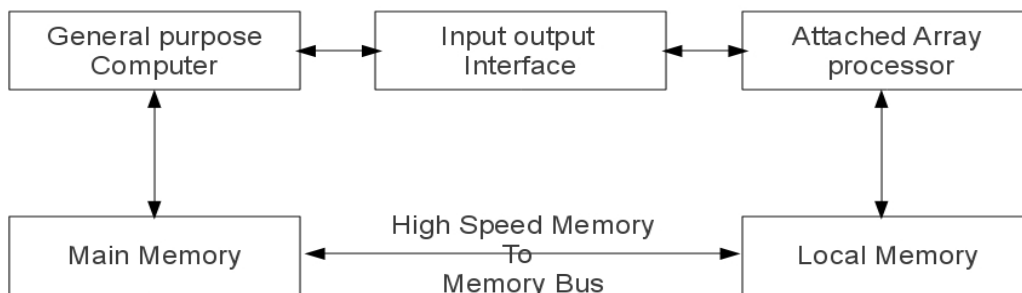 General purpose
Computer
Input output
Interface
Attached Array
processor
Main Memory
High Speed Memory
To
Memory Bus
Local Memory